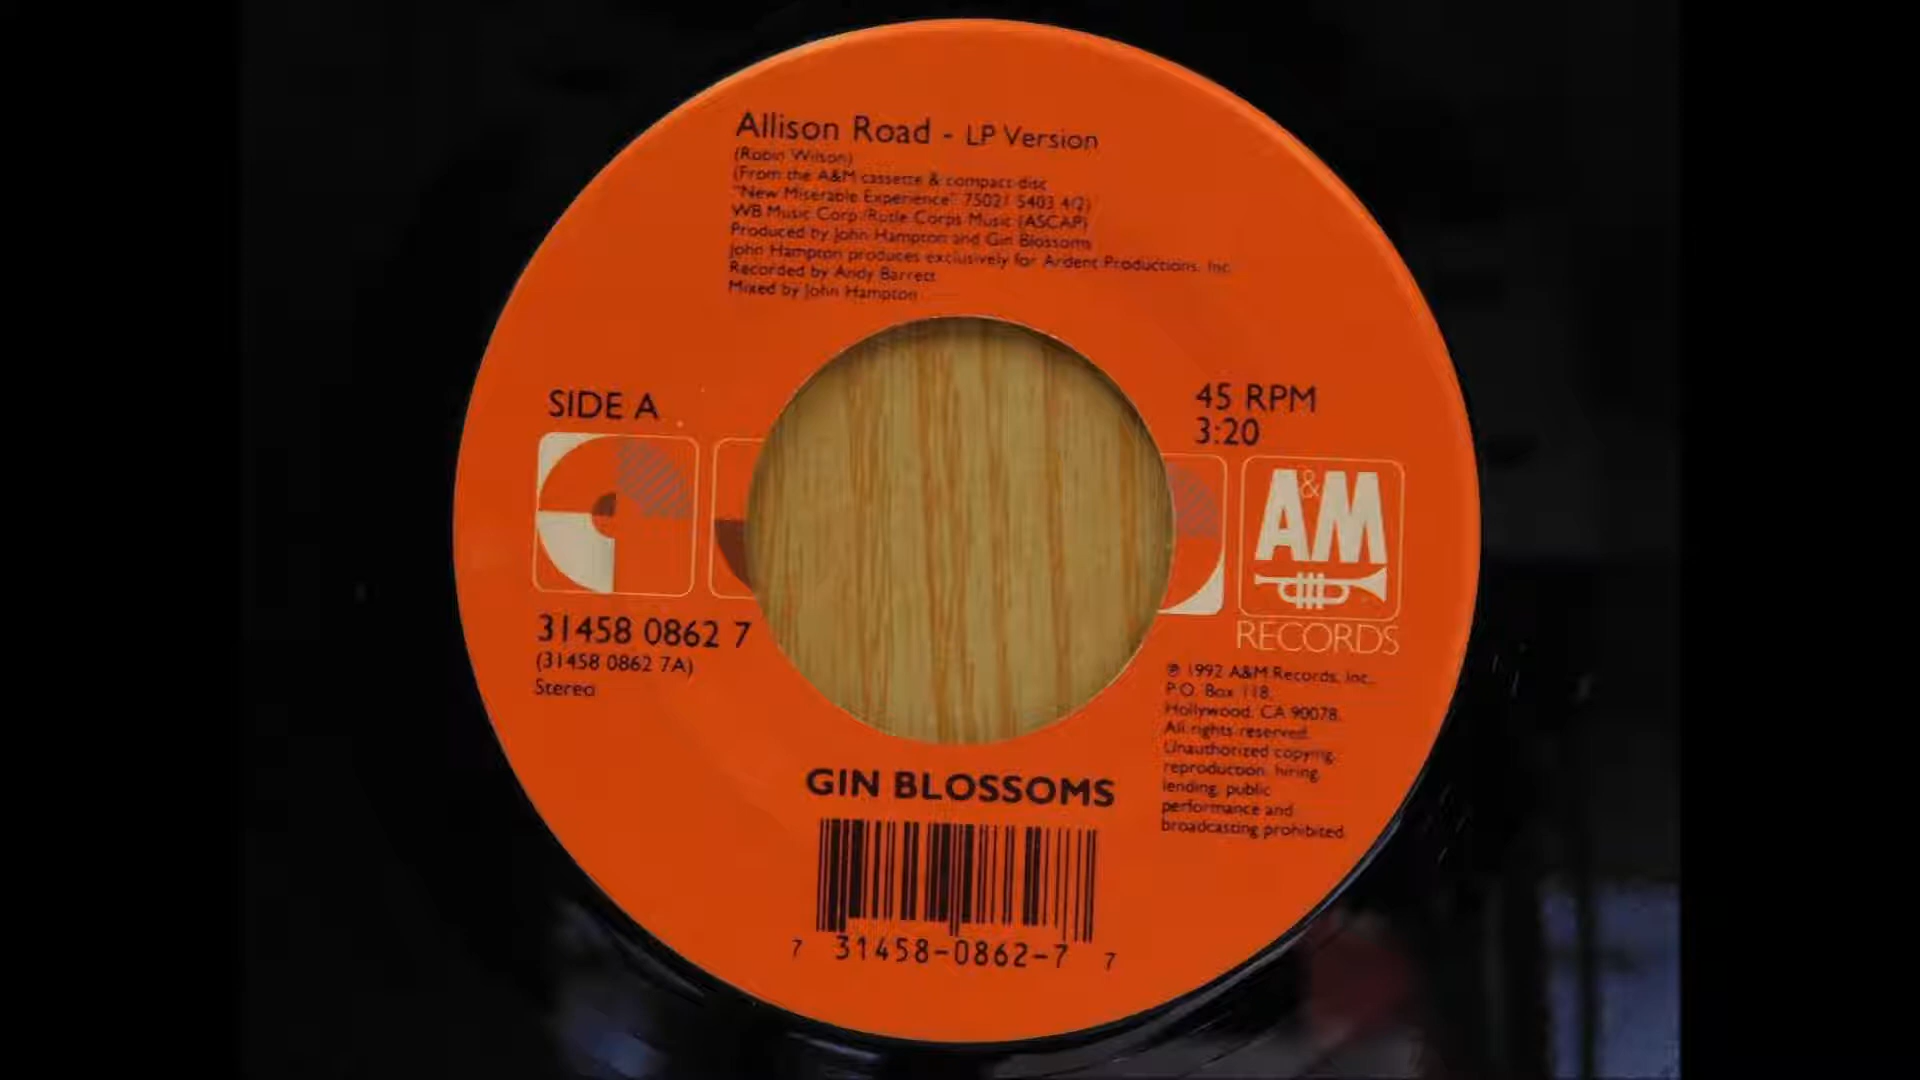 Allison Road - LP Version
(Robin Wilson)
(From the A&M cassette & compact disc
"New Miserable Experience" 75021 5403 4/2)
WB Music Corp./Rutle Corps Music (ASCAP)
Produced by John Hampton and Gin Blossoms
John Hampton produces exclusively for Ardent Productions, Inc.
Recorded by Andy Barrett
Mixed by John Hampton
SIDE A
45 RPM
3:20
A&M
RECORDS
31458 0862 7
(31458 0862 7A)
Stereo
℗ 1992 A&M Records, Inc.
P.O. Box 118,
Hollywood, CA 90078.
All rights reserved.
Unauthorized copying,
reproduction, hiring,
lending, public
performance and
broadcasting prohibited.
GIN BLOSSOMS
7 31458-0862-7 7